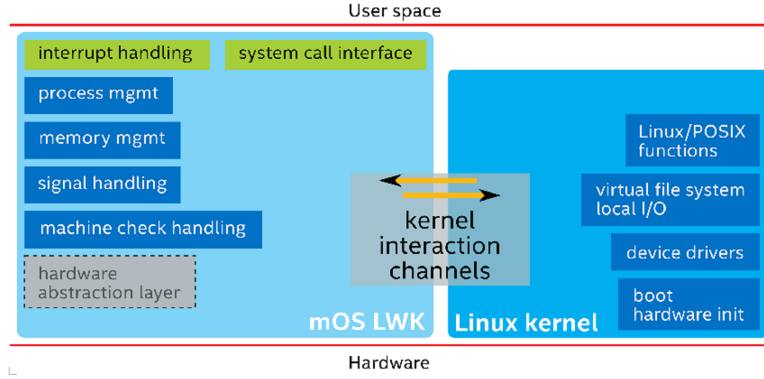 User space
interrupt handling
system call interface
process mgmt
memory mgmt
signal handling
machine check handling
hardware
abstraction layer
mOS LWK
kernel
interaction
channels
Linux/POSIX
functions
virtual file system
local I/O
device drivers
boot
hardware init
Linux kernel
Hardware